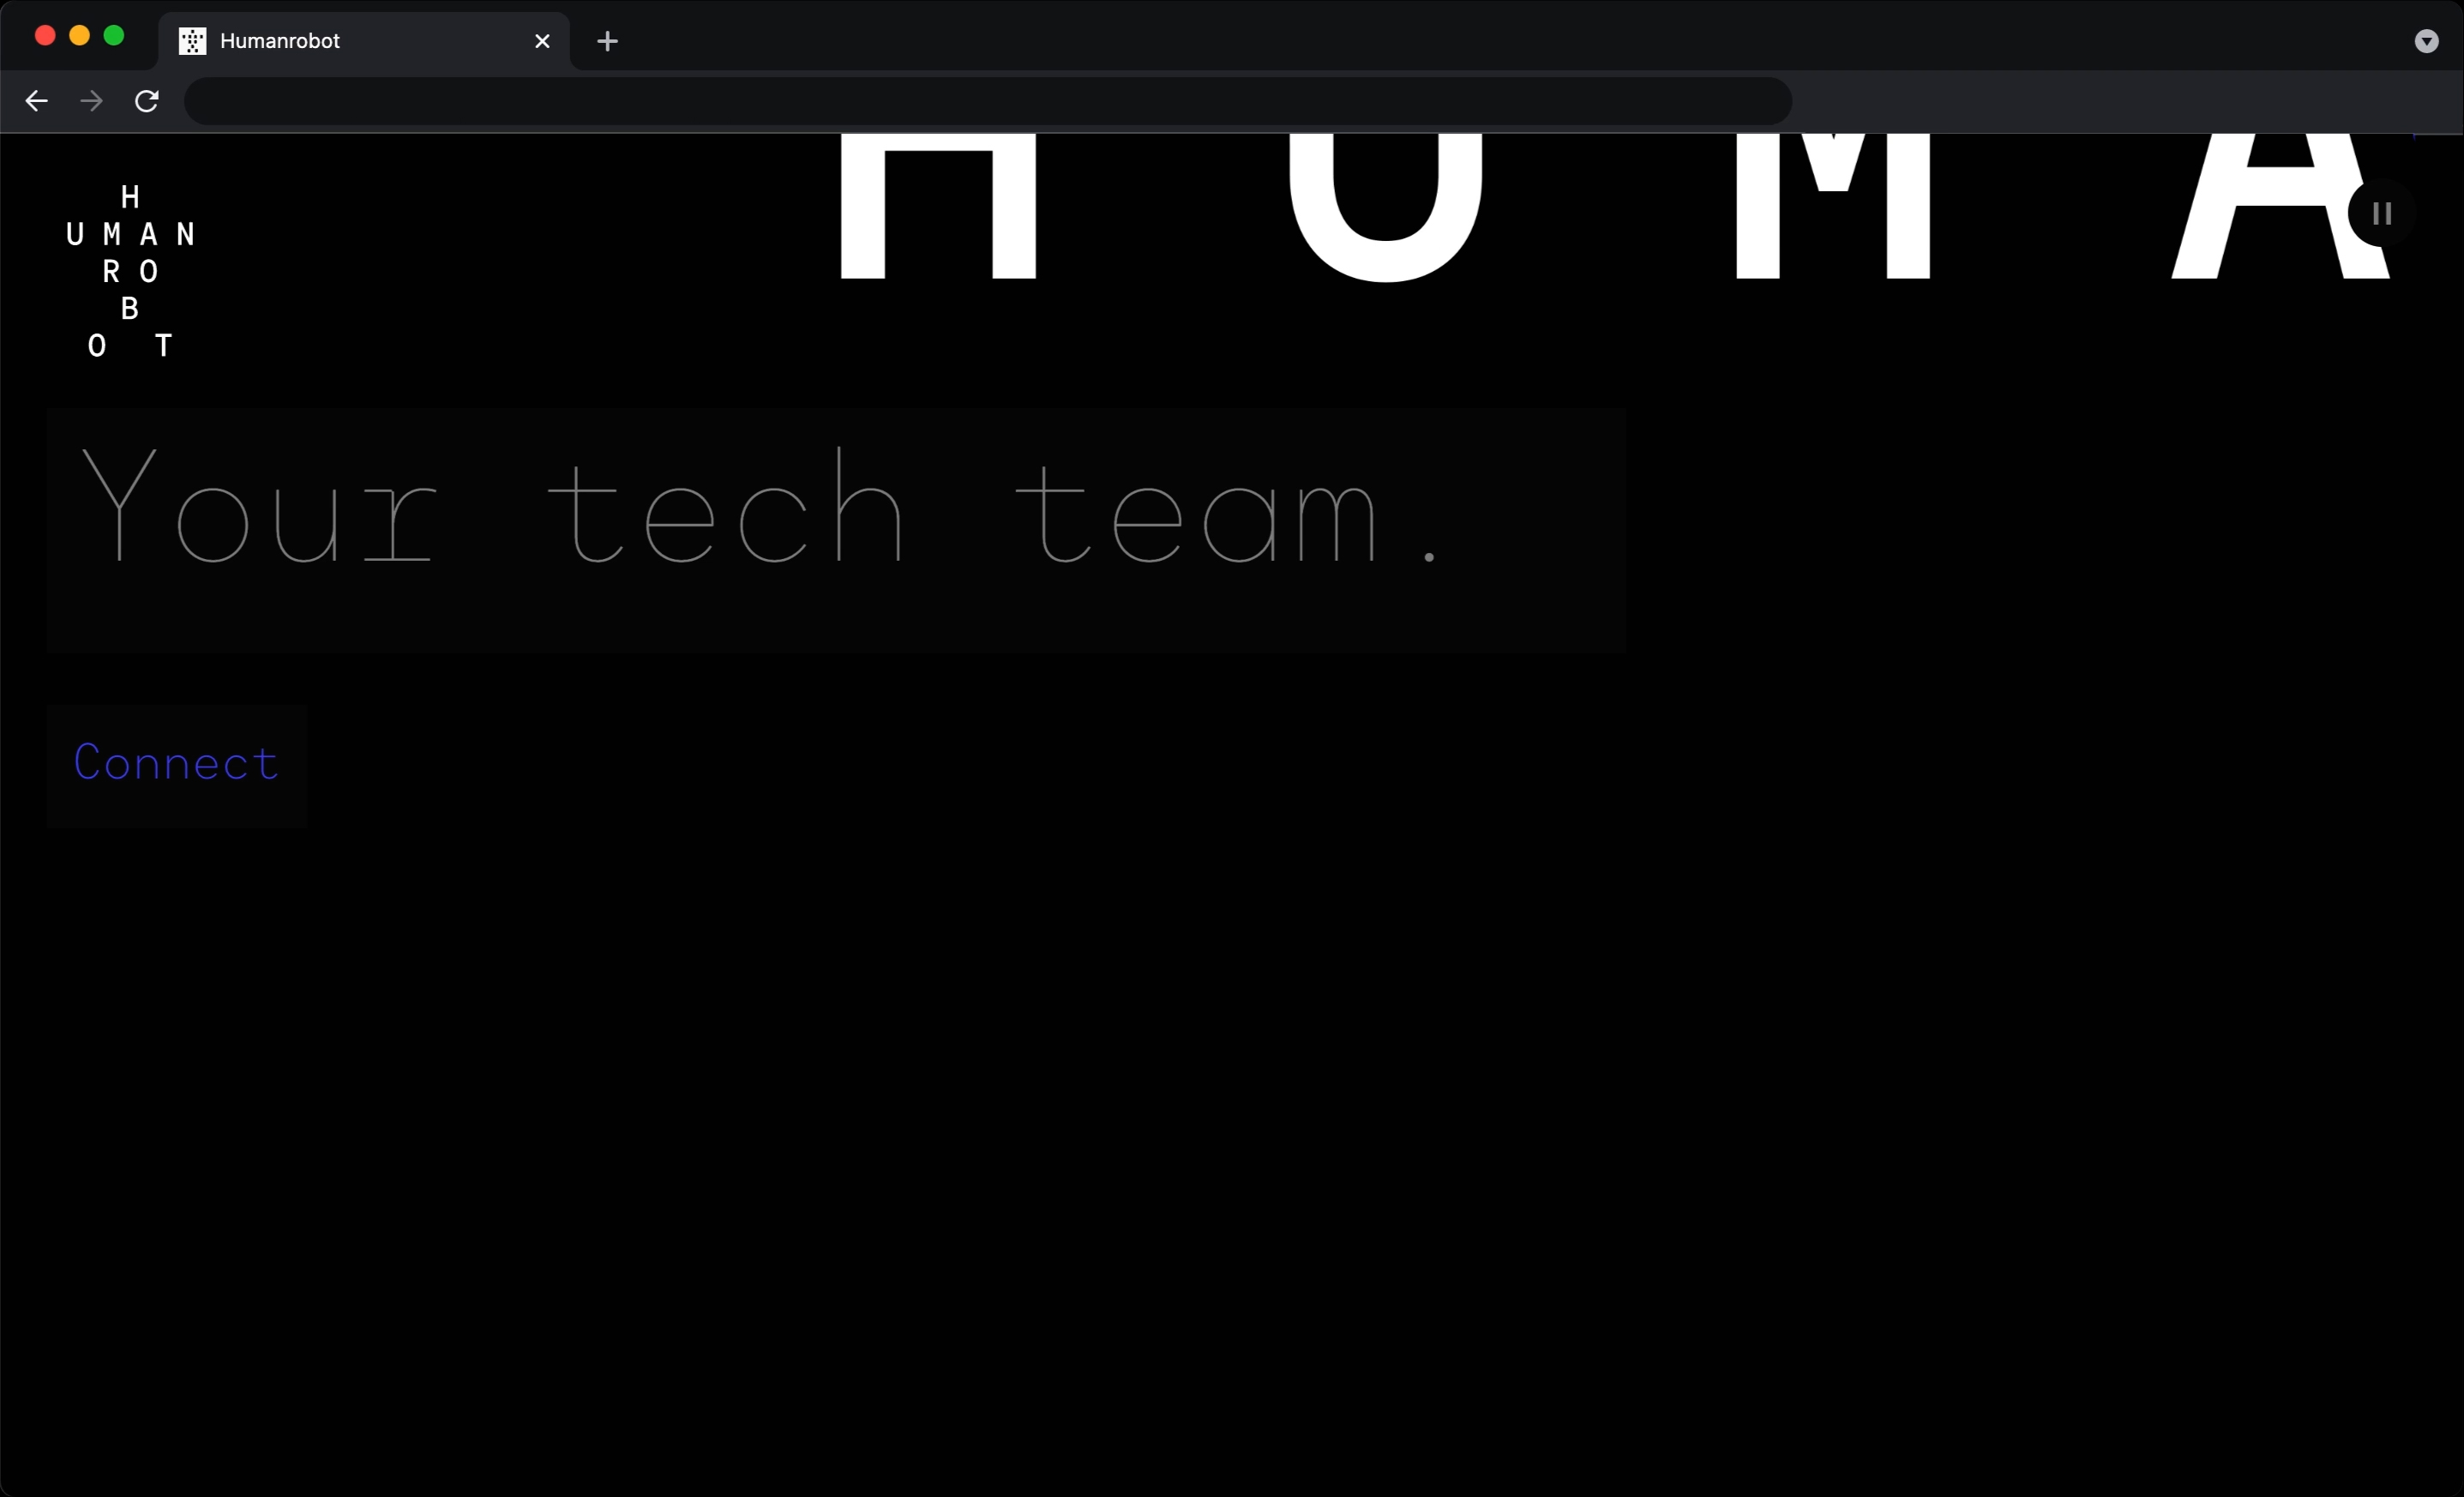 Humanrobot
H U M A
H
U M A N
R O
B
O T
Your tech team.
Connect